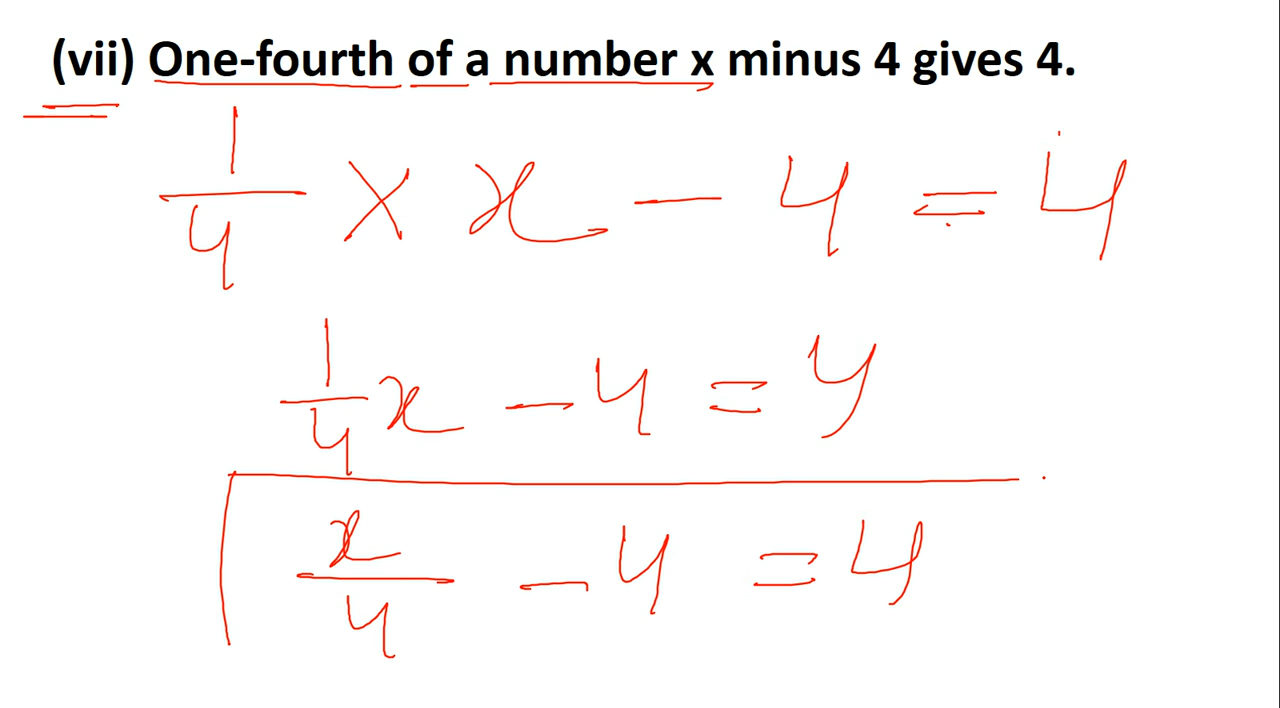 (vii) One-fourth of a number x minus 4 gives 4.
1/4 × x − 4 = 4
1/4 x − 4 = 4
x/4 − 4 = 4